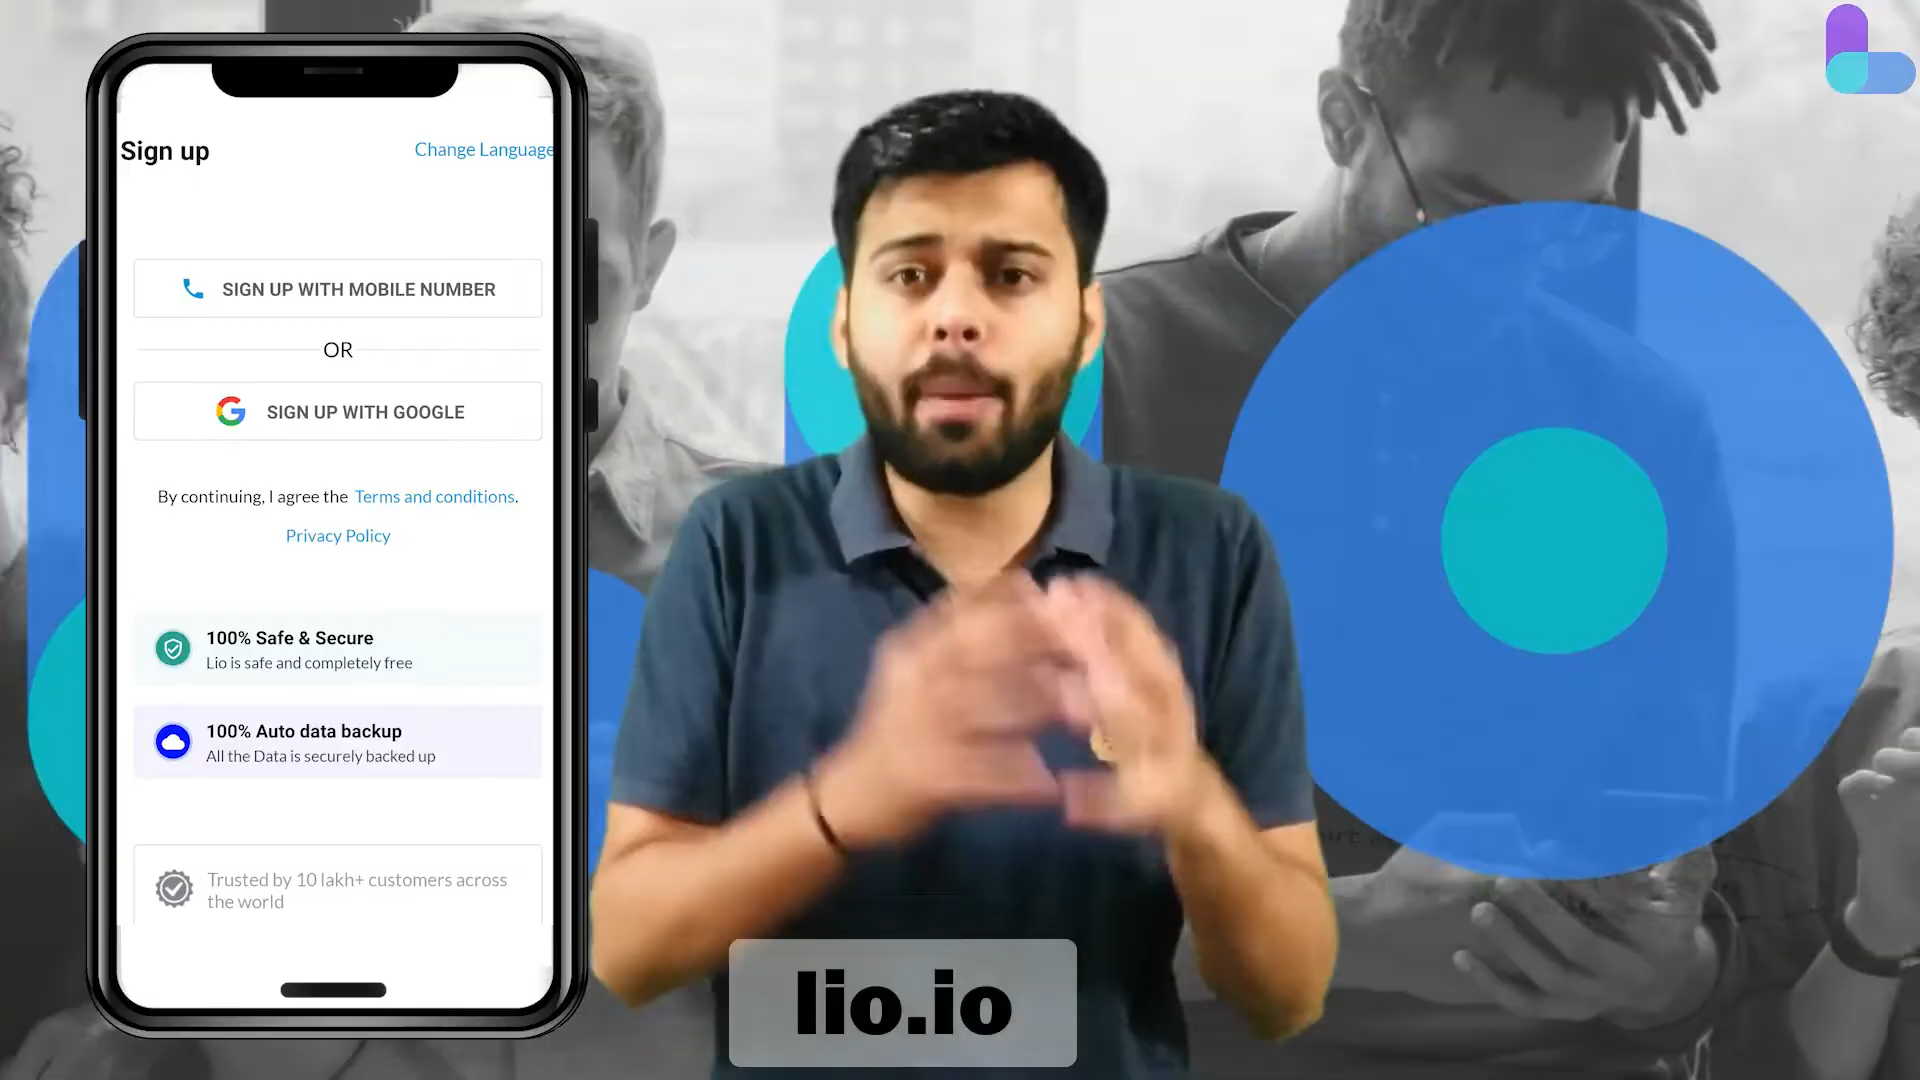 Sign up
Change Language
SIGN UP WITH MOBILE NUMBER
OR
SIGN UP WITH GOOGLE
By continuing, I agree the Terms and conditions.
Privacy Policy
100% Safe & Secure
Lio is safe and completely free
100% Auto data backup
All the Data is securely backed up
Trusted by 10 lakh+ customers across
the world
lio.io